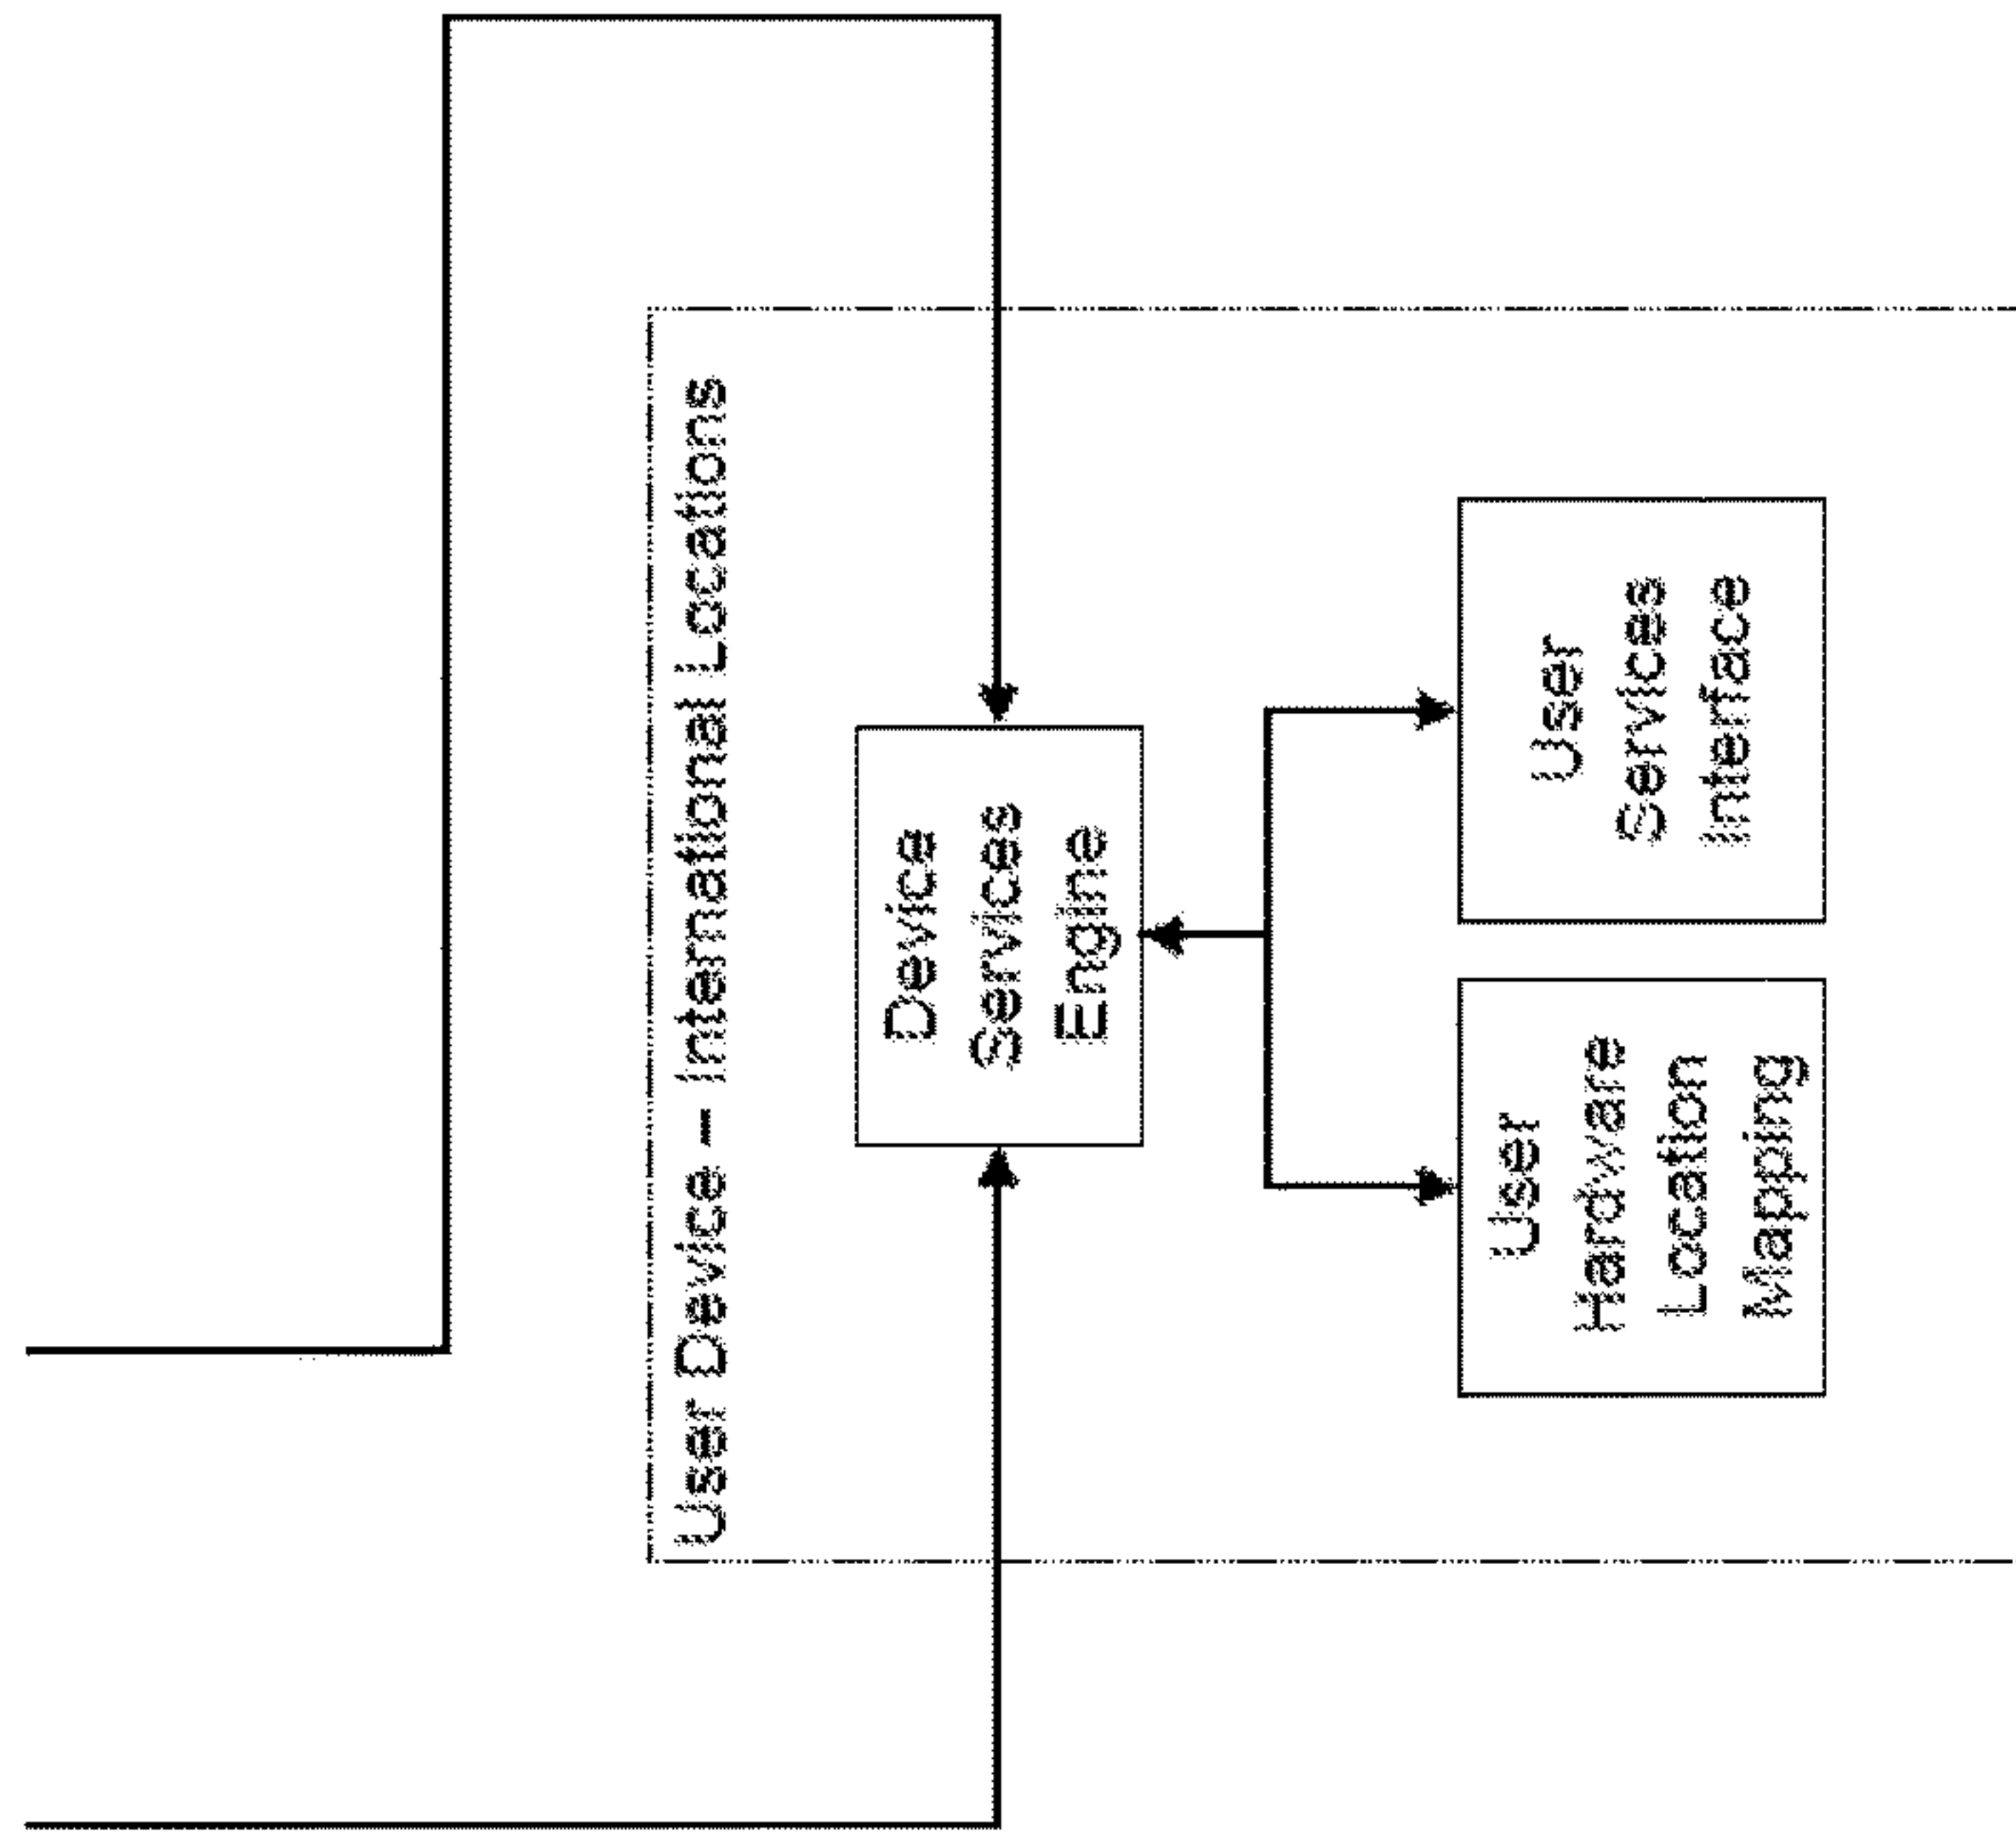 User Device – International Locations
Device
Services
Engine
User
Hardware
Location
Mapping
User
Services
Interface